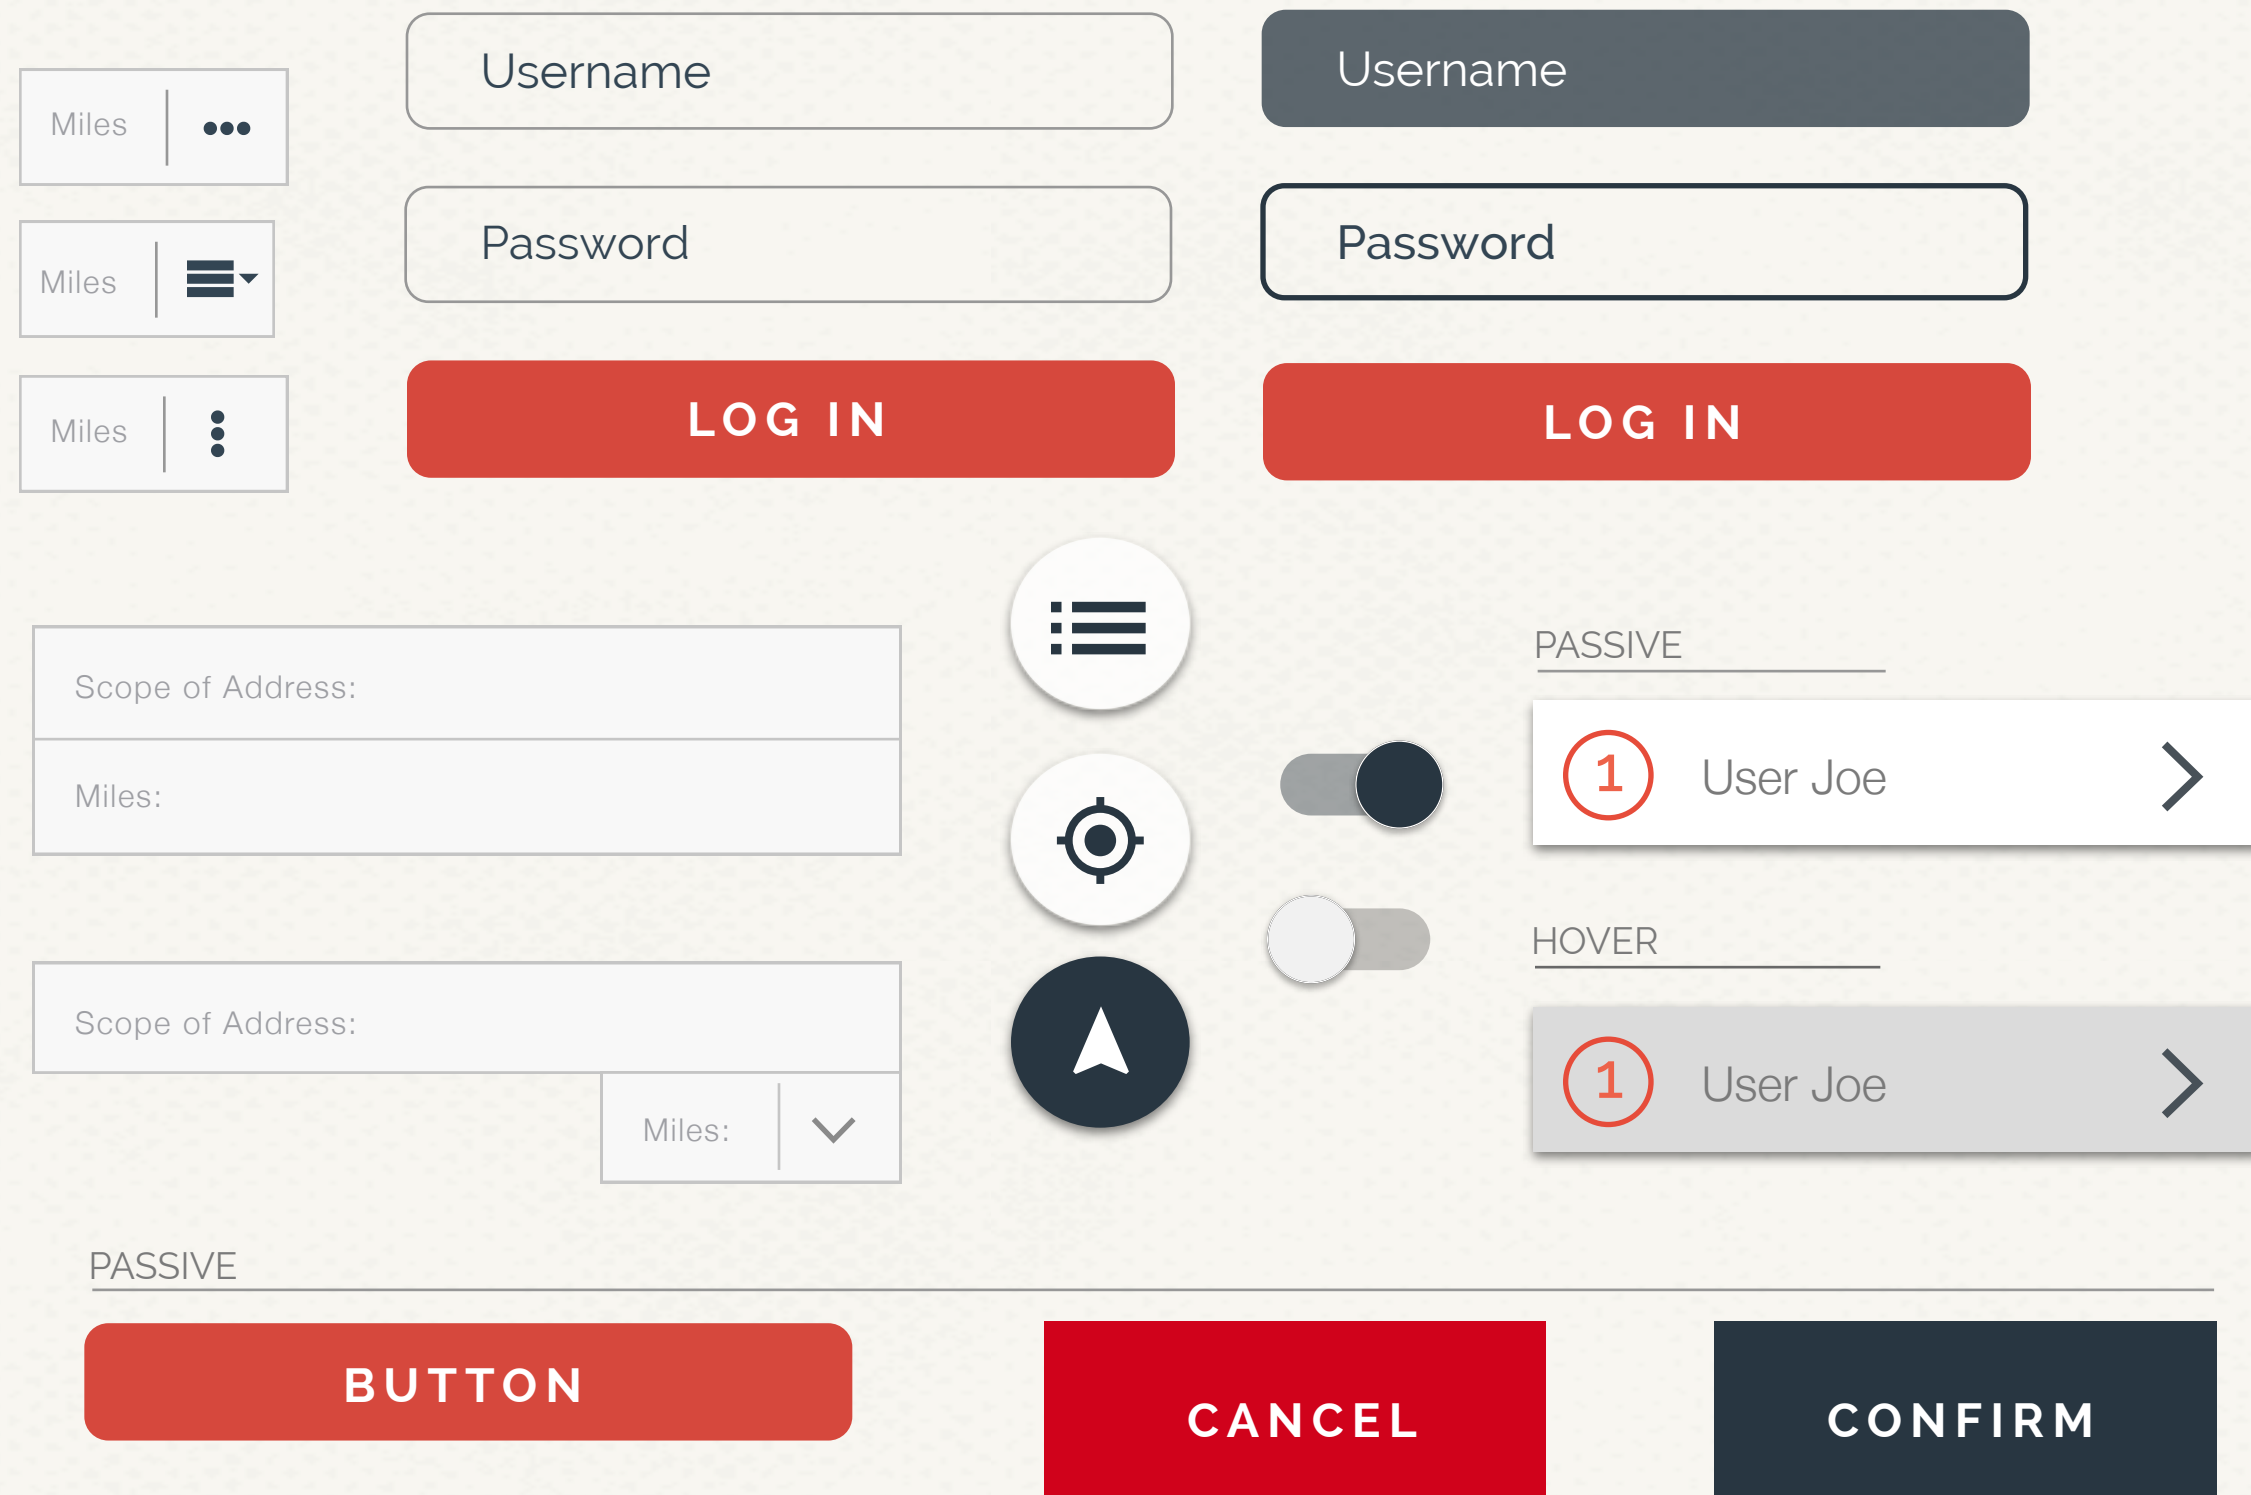 Username
Username
Miles
Password
Password
Miles
LOG IN
LOG IN
Miles
PASSIVE
Scope of Address:
Miles:
1 User Joe
HOVER
Scope of Address:
1 User Joe
Miles:
PASSIVE
BUTTON
CANCEL
CONFIRM